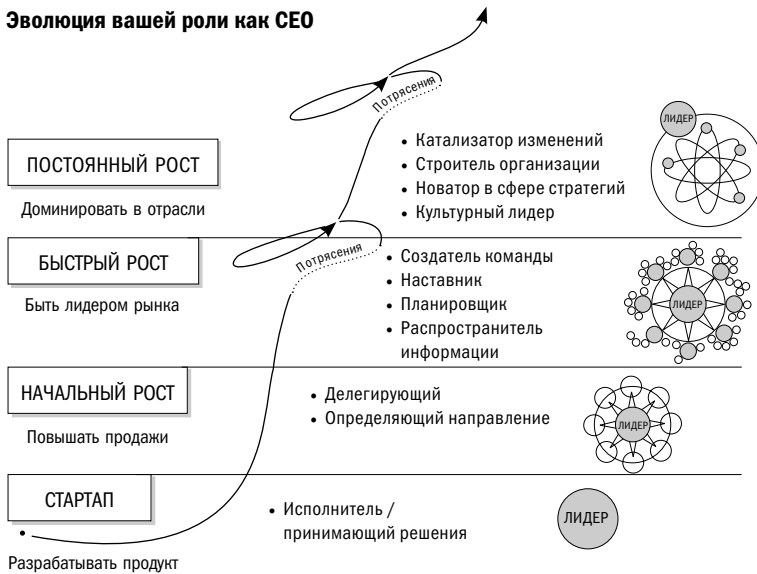 Эволюция вашей роли как CEO
Потрясения
ПОСТОЯННЫЙ РОСТ
Доминировать в отрасли
• Катализатор изменений
• Строитель организации
• Новатор в сфере стратегий
• Культурный лидер
ЛИДЕР
Потрясения
БЫСТРЫЙ РОСТ
Быть лидером рынка
• Создатель команды
• Наставник
• Планировщик
• Распространитель
информации
ЛИДЕР
НАЧАЛЬНЫЙ РОСТ
Повышать продажи
• Делегирующий
• Определяющий направление
ЛИДЕР
СТАРТАП
Разрабатывать продукт
• Исполнитель /
принимающий решения
ЛИДЕР